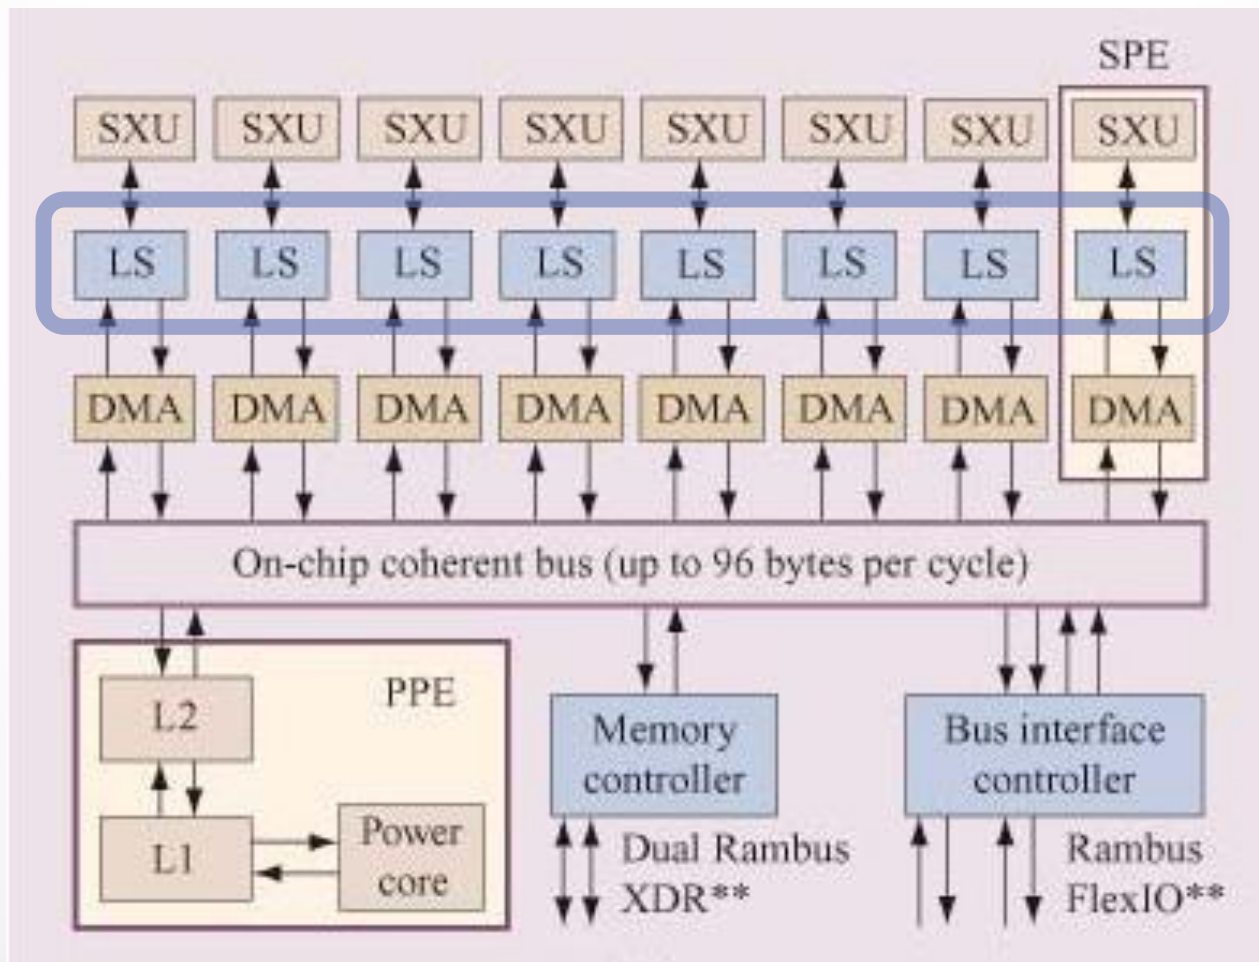 SPE
SXU SXU SXU SXU SXU SXU SXU SXU
LS LS LS LS LS LS LS LS
DMA DMA DMA DMA DMA DMA DMA DMA
On-chip coherent bus (up to 96 bytes per cycle)
PPE
L2
L1
Power
core
Memory
controller
Dual Rambus
XDR**
Bus interface
controller
Rambus
FlexIO**